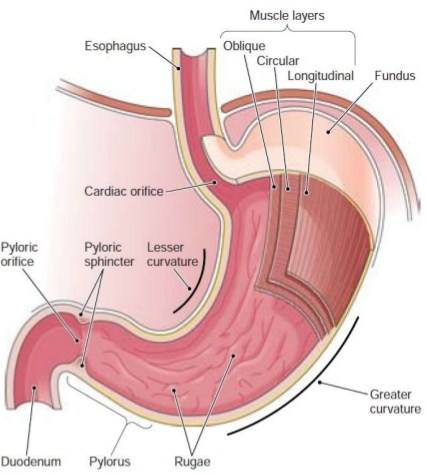 Muscle layers
Esophagus
Oblique
Circular
Longitudinal
Fundus
Cardiac orifice
Pyloric
orifice
Pyloric
sphincter
Lesser
curvature
Greater
curvature
Duodenum
Pylorus
Rugae